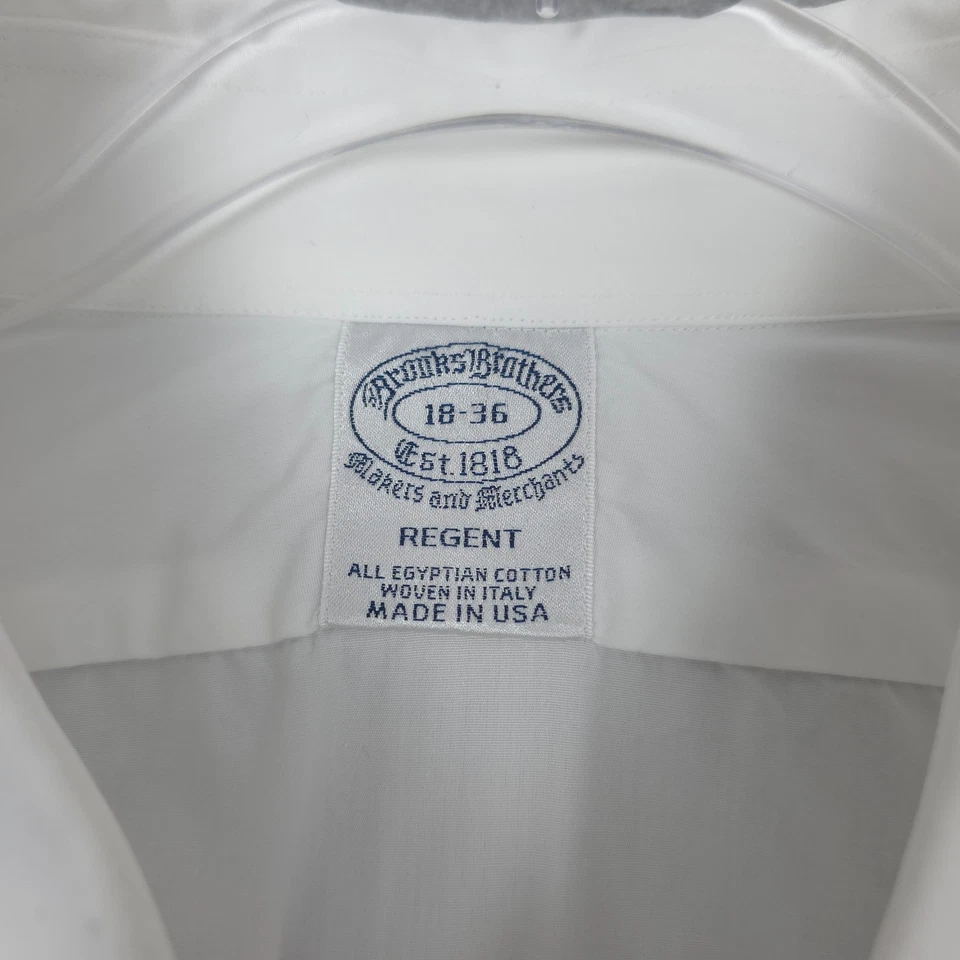 Brooks Brothers
18-36
Est. 1818
Makers and Merchants
REGENT
ALL EGYPTIAN COTTON
WOVEN IN ITALY
MADE IN USA